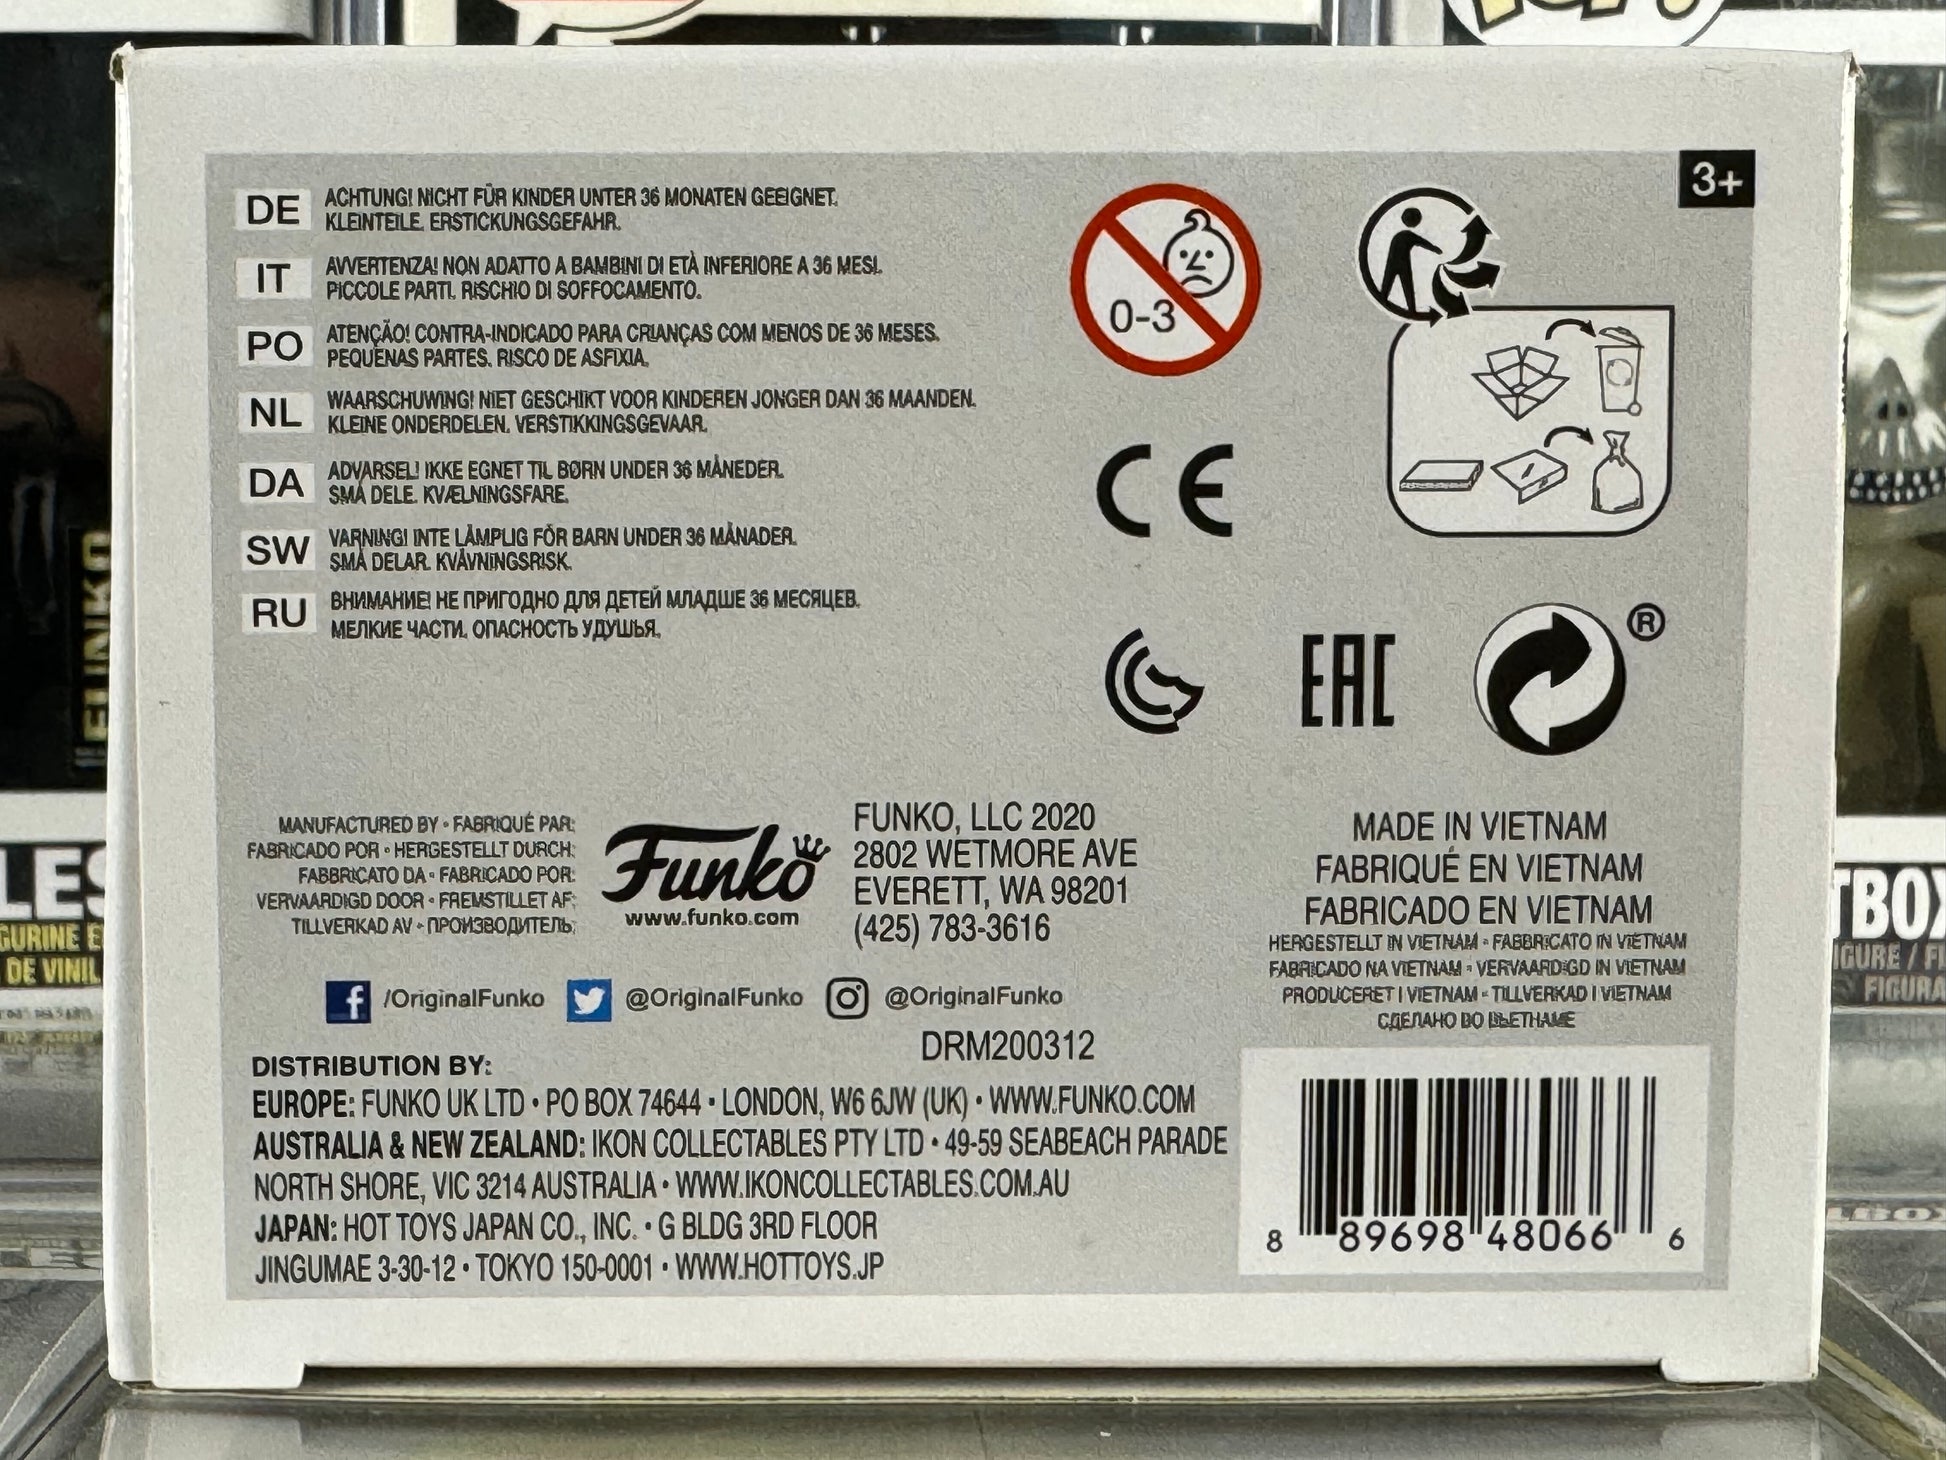 3+
DE ACHTUNG! NICHT FÜR KINDER UNTER 36 MONATEN GEEIGNET.
KLEINTEILE. ERSTICKUNGSGEFAHR.
IT AVVERTENZA! NON ADATTO A BAMBINI DI ETÀ INFERIORE A 36 MESI.
PICCOLE PARTI. RISCHIO DI SOFFOCAMENTO.
PO ATENÇÃO! CONTRA-INDICADO PARA CRIANÇAS COM MENOS DE 36 MESES.
PEQUENAS PARTES. RISCO DE ASFIXIA.
NL WAARSCHUWING! NIET GESCHIKT VOOR KINDEREN JONGER DAN 36 MAANDEN.
KLEINE ONDERDELEN. VERSTIKKINGSGEVAAR.
DA ADVARSEL! IKKE EGNET TIL BØRN UNDER 36 MÅNEDER.
SMÅ DELE. KVÆLNINGSFARE.
SW VARNING! INTE LÄMPLIG FÖR BARN UNDER 36 MÅNADER.
SMÅ DELAR. KVÄVNINGSRISK.
RU ВНИМАНИЕ! НЕ ПРИГОДНО ДЛЯ ДЕТЕЙ МЛАДШЕ 36 МЕСЯЦЕВ.
МЕЛКИЕ ЧАСТИ. ОПАСНОСТЬ УДУШЬЯ.
0-3
CE
EAC
®
MANUFACTURED BY • FABRIQUÉ PAR:
FABRICADO POR • HERGESTELLT DURCH:
FABBRICATO DA • FABRICADO POR:
VERVAARDIGD DOOR • FREMSTILLET AF:
TILLVERKAD AV • ПРОИЗВОДИТЕЛЬ:
Funko
www.funko.com
FUNKO, LLC 2020
2802 WETMORE AVE
EVERETT, WA 98201
(425) 783-3616
MADE IN VIETNAM
FABRIQUÉ EN VIETNAM
FABRICADO EN VIETNAM
HERGESTELLT IN VIETNAM • FABBRICATO IN VIETNAM
FABRICADO NA VIETNAM • VERVAARDIGD IN VIETNAM
PRODUCERET I VIETNAM • TILLVERKAD I VIETNAM
СДЕЛАНО ВО ВЬЕТНАМЕ
/OriginalFunko @OriginalFunko @OriginalFunko
DRM200312
DISTRIBUTION BY:
EUROPE: FUNKO UK LTD • PO BOX 74644 • LONDON, W6 6JW (UK) • WWW.FUNKO.COM
AUSTRALIA & NEW ZEALAND: IKON COLLECTABLES PTY LTD • 49-59 SEABEACH PARADE
NORTH SHORE, VIC 3214 AUSTRALIA • WWW.IKONCOLLECTABLES.COM.AU
JAPAN: HOT TOYS JAPAN CO., INC. • G BLDG 3RD FLOOR
JINGUMAE 3-30-12 • TOKYO 150-0001 • WWW.HOTTOYS.JP
8 89698 48066 6
FUNKO
DE VINIL